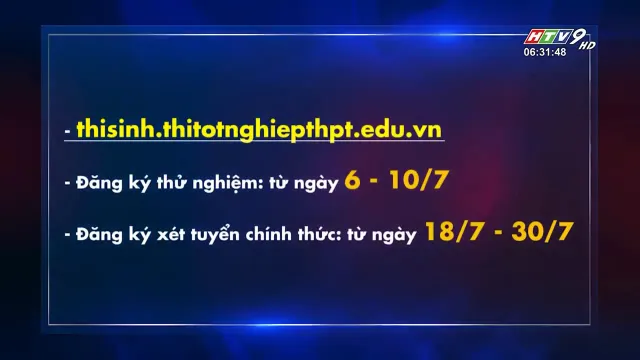 HTV9 HD
06:31:48
- thisinh.thitotnghiepthpt.edu.vn
- Đăng ký thử nghiệm: từ ngày 6 - 10/7
- Đăng ký xét tuyển chính thức: từ ngày 18/7 - 30/7